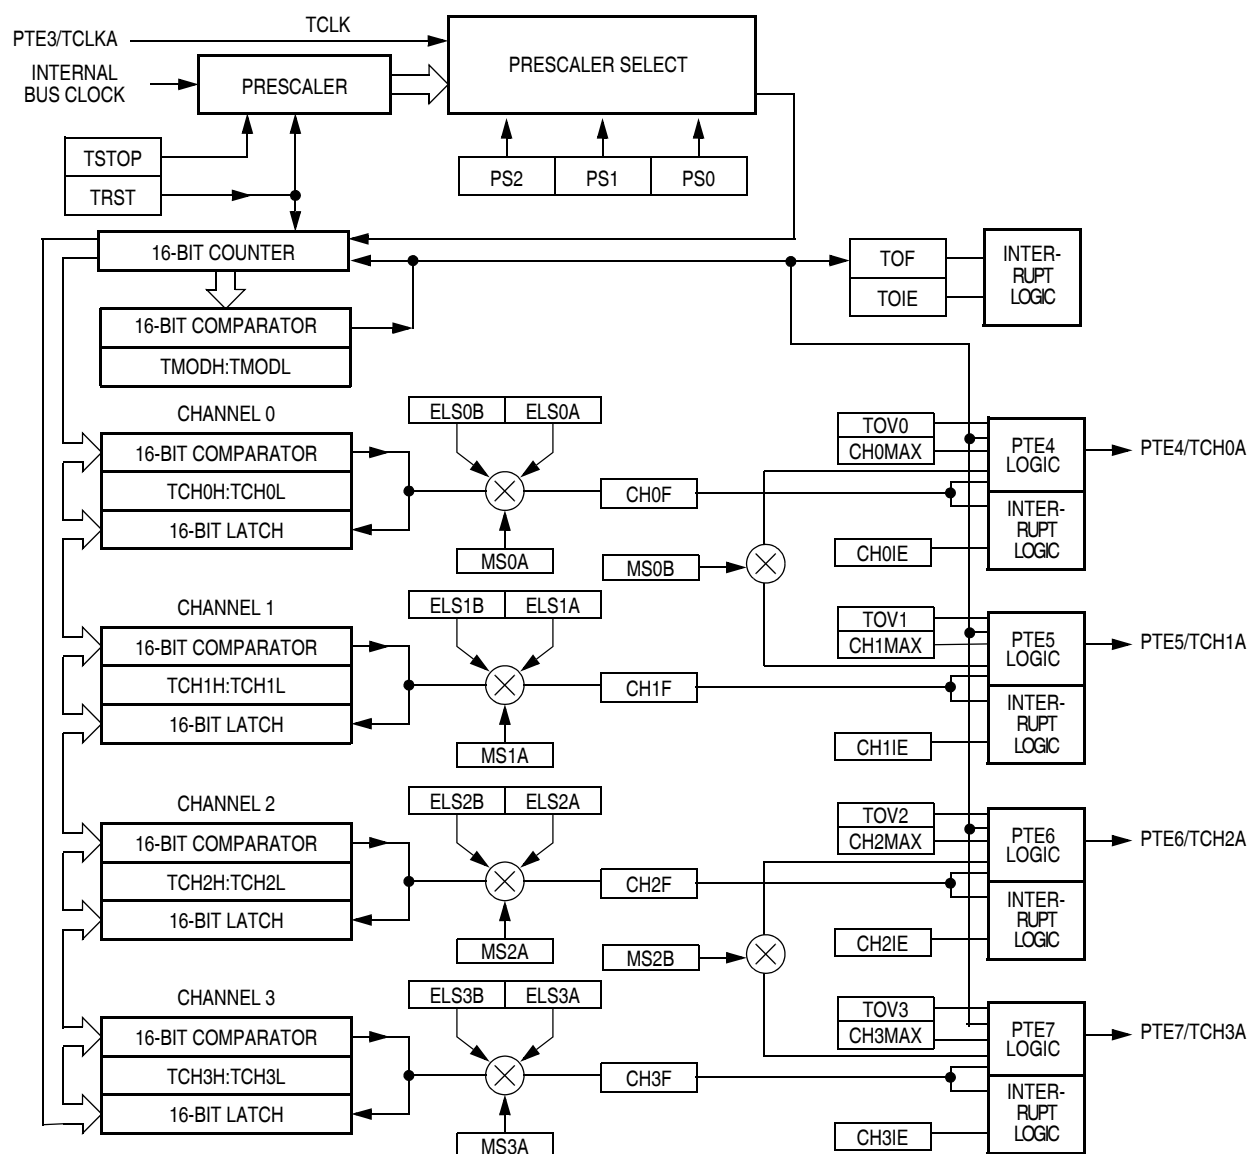 PTE3/TCLKA
TCLK
INTERNAL
BUS CLOCK
PRESCALER
PRESCALER SELECT
TSTOP
TRST
PS2
PS1
PS0
16-BIT COUNTER
16-BIT COMPARATOR
TMODH:TMODL
TOF
TOIE
INTER-
RUPT
LOGIC
CHANNEL 0
16-BIT COMPARATOR
TCH0H:TCH0L
16-BIT LATCH
ELS0B
ELS0A
MS0A
CH0F
MS0B
TOV0
CH0MAX
CH0IE
PTE4
LOGIC
INTER-
RUPT
LOGIC
PTE4/TCH0A
CHANNEL 1
16-BIT COMPARATOR
TCH1H:TCH1L
16-BIT LATCH
ELS1B
ELS1A
MS1A
CH1F
TOV1
CH1MAX
CH1IE
PTE5
LOGIC
INTER-
RUPT
LOGIC
PTE5/TCH1A
CHANNEL 2
16-BIT COMPARATOR
TCH2H:TCH2L
16-BIT LATCH
ELS2B
ELS2A
MS2A
CH2F
MS2B
TOV2
CH2MAX
CH2IE
PTE6
LOGIC
INTER-
RUPT
LOGIC
PTE6/TCH2A
CHANNEL 3
16-BIT COMPARATOR
TCH3H:TCH3L
16-BIT LATCH
ELS3B
ELS3A
MS3A
CH3F
TOV3
CH3MAX
CH3IE
PTE7
LOGIC
INTER-
RUPT
LOGIC
PTE7/TCH3A